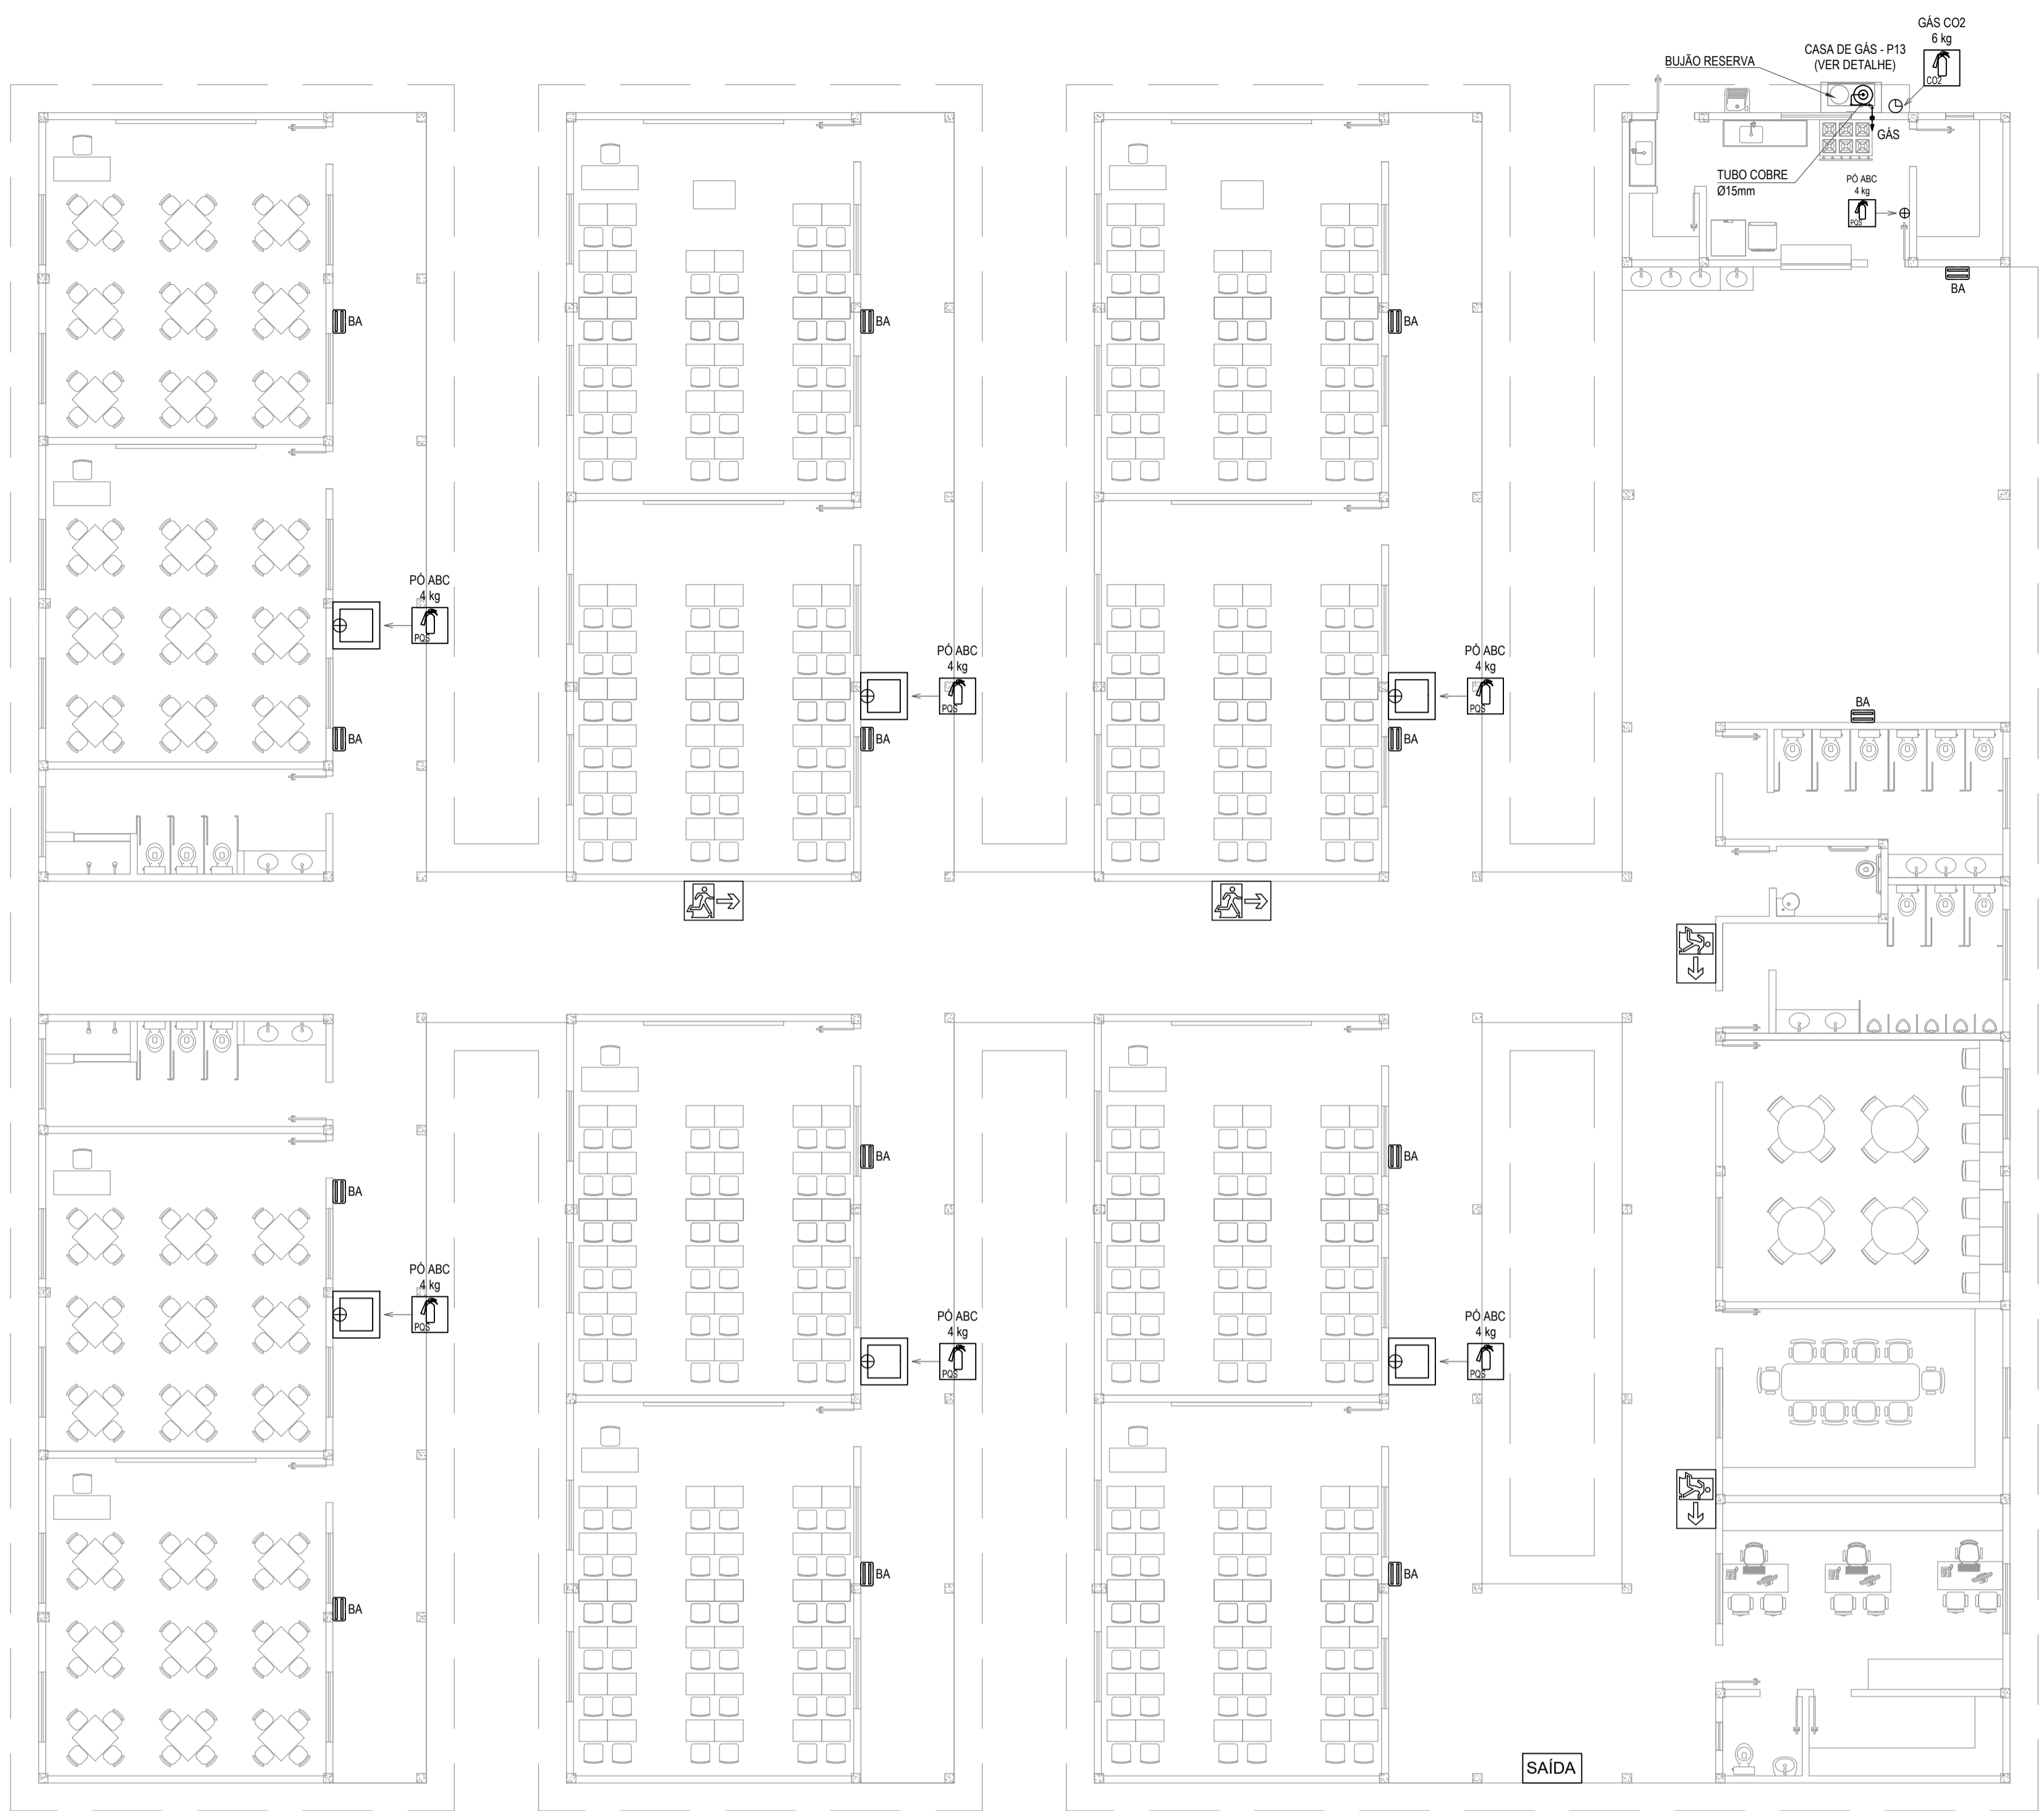 GÁS CO2
6 kg
CASA DE GÁS - P13
(VER DETALHE)
BUJÃO RESERVA
CO2
GÁS
TUBO COBRE
Ø15mm
PÓ ABC
4 kg
PQS
BA
BA
BA
BA
PÓ ABC
4 kg
PQS
PÓ ABC
4 kg
PQS
PÓ ABC
4 kg
PQS
BA
BA
BA
BA
BA
BA
BA
PÓ ABC
4 kg
PQS
PÓ ABC
4 kg
PQS
PÓ ABC
4 kg
PQS
BA
BA
BA
SAÍDA